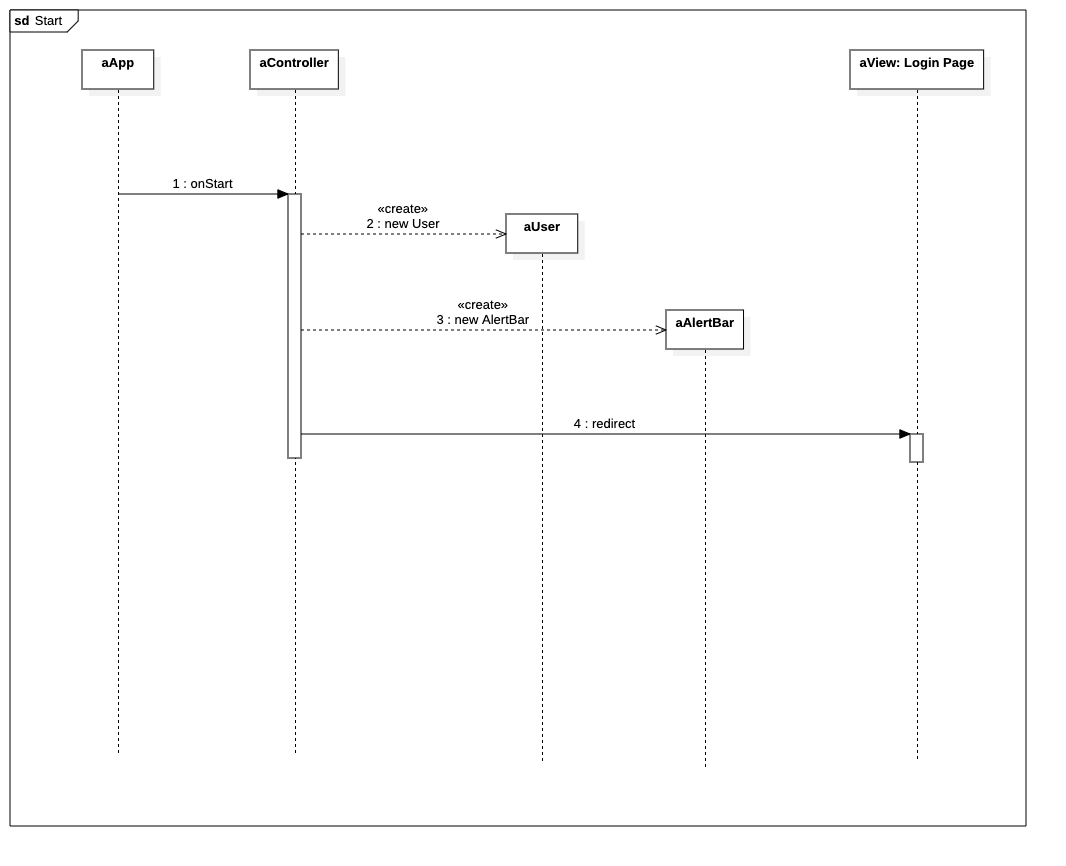 sd Start
aApp
aController
aView: Login Page
1 : onStart
«create»
2 : new User
aUser
«create»
3 : new AlertBar
aAlertBar
4 : redirect